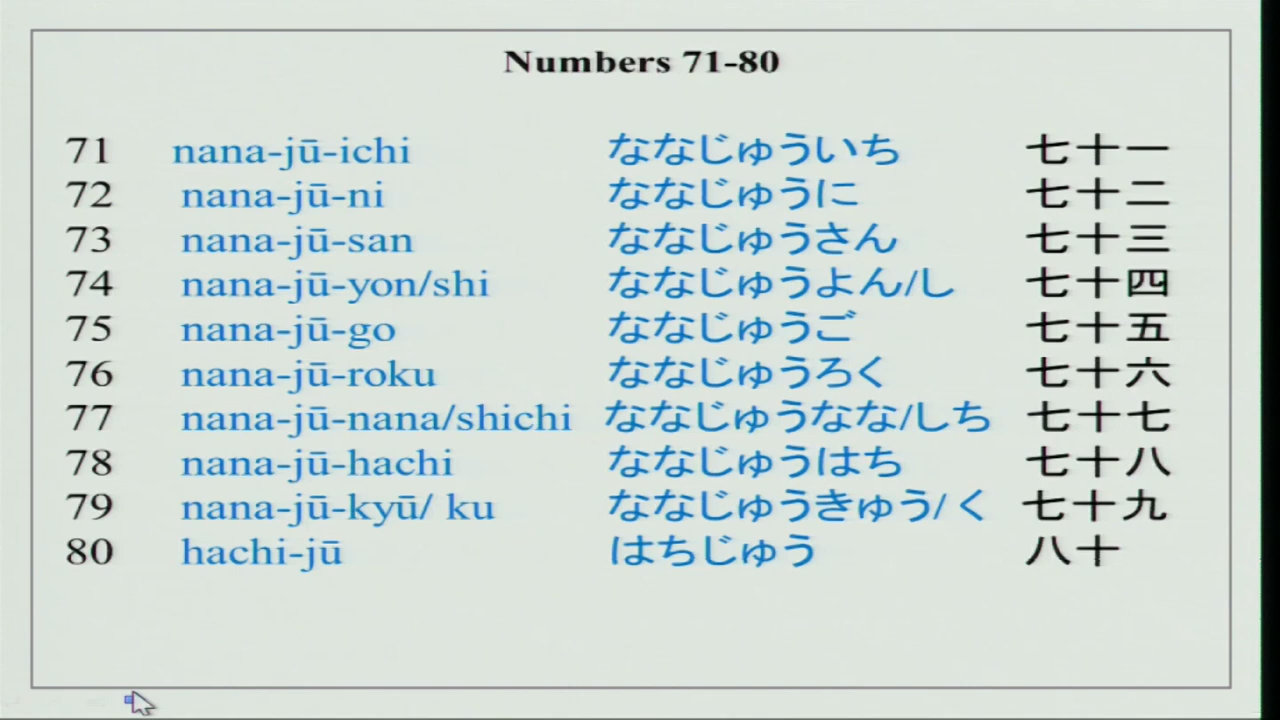 Numbers 71-80
71 nana-jū-ichi ななじゅういち 七十一
72 nana-jū-ni ななじゅうに 七十二
73 nana-jū-san ななじゅうさん 七十三
74 nana-jū-yon/shi ななじゅうよん/し 七十四
75 nana-jū-go ななじゅうご 七十五
76 nana-jū-roku ななじゅうろく 七十六
77 nana-jū-nana/shichi ななじゅうなな/しち 七十七
78 nana-jū-hachi ななじゅうはち 七十八
79 nana-jū-kyū/ ku ななじゅうきゅう/ く 七十九
80 hachi-jū はちじゅう 八十